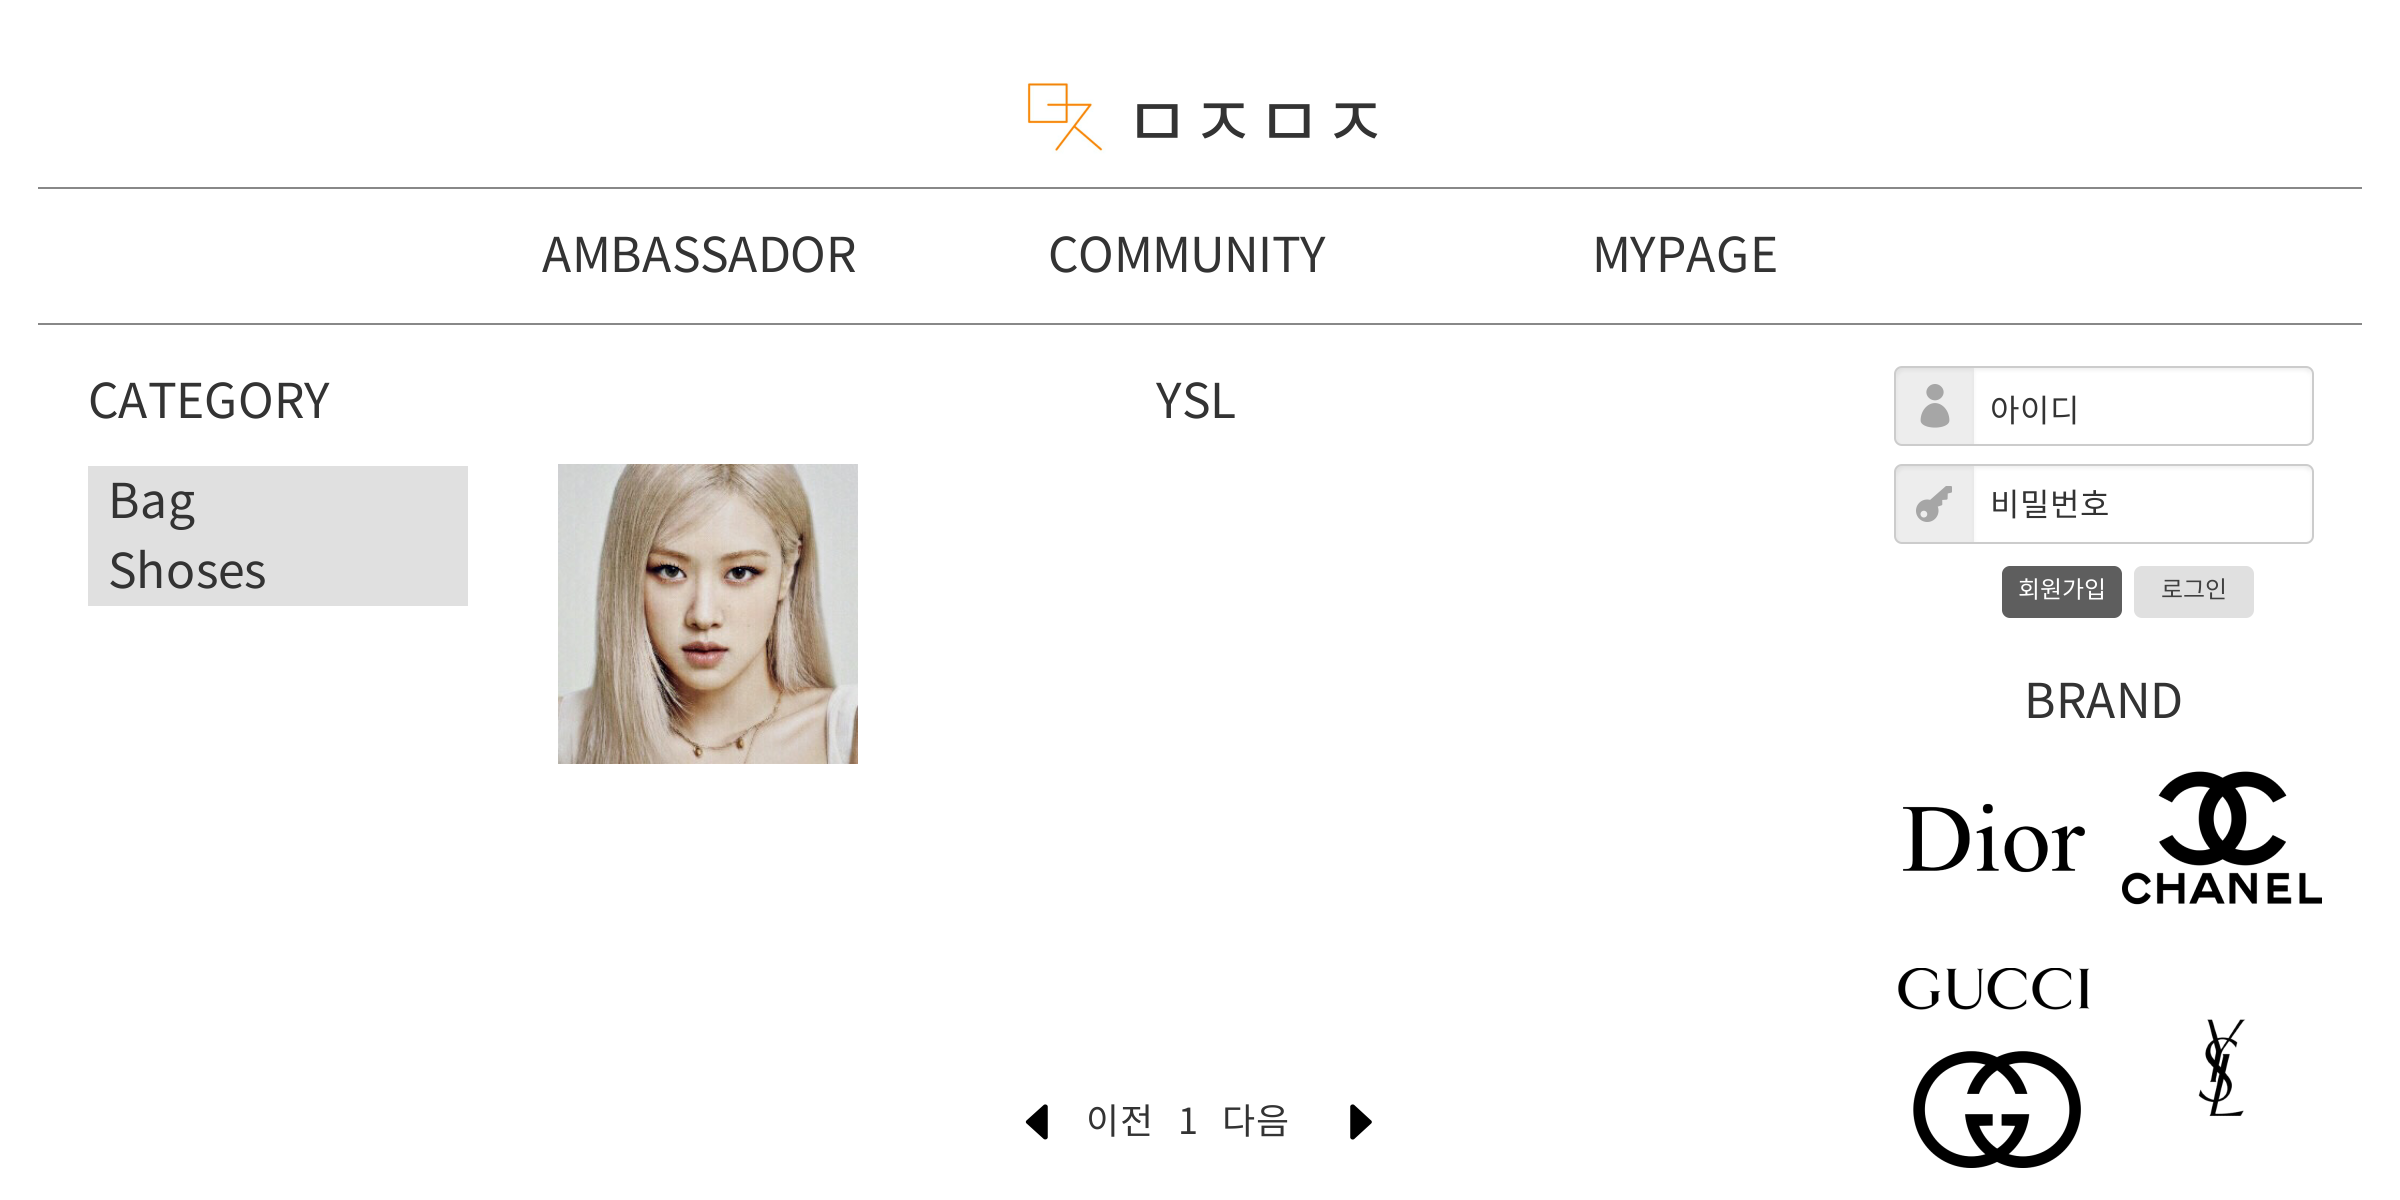 ㅁㅈㅁㅈ
AMBASSADOR COMMUNITY MYPAGE
CATEGORY
Bag
Shoses
YSL
아이디
비밀번호
회원가입 로그인
BRAND
Dior
CHANEL
GUCCI
YSL
이전 1 다음